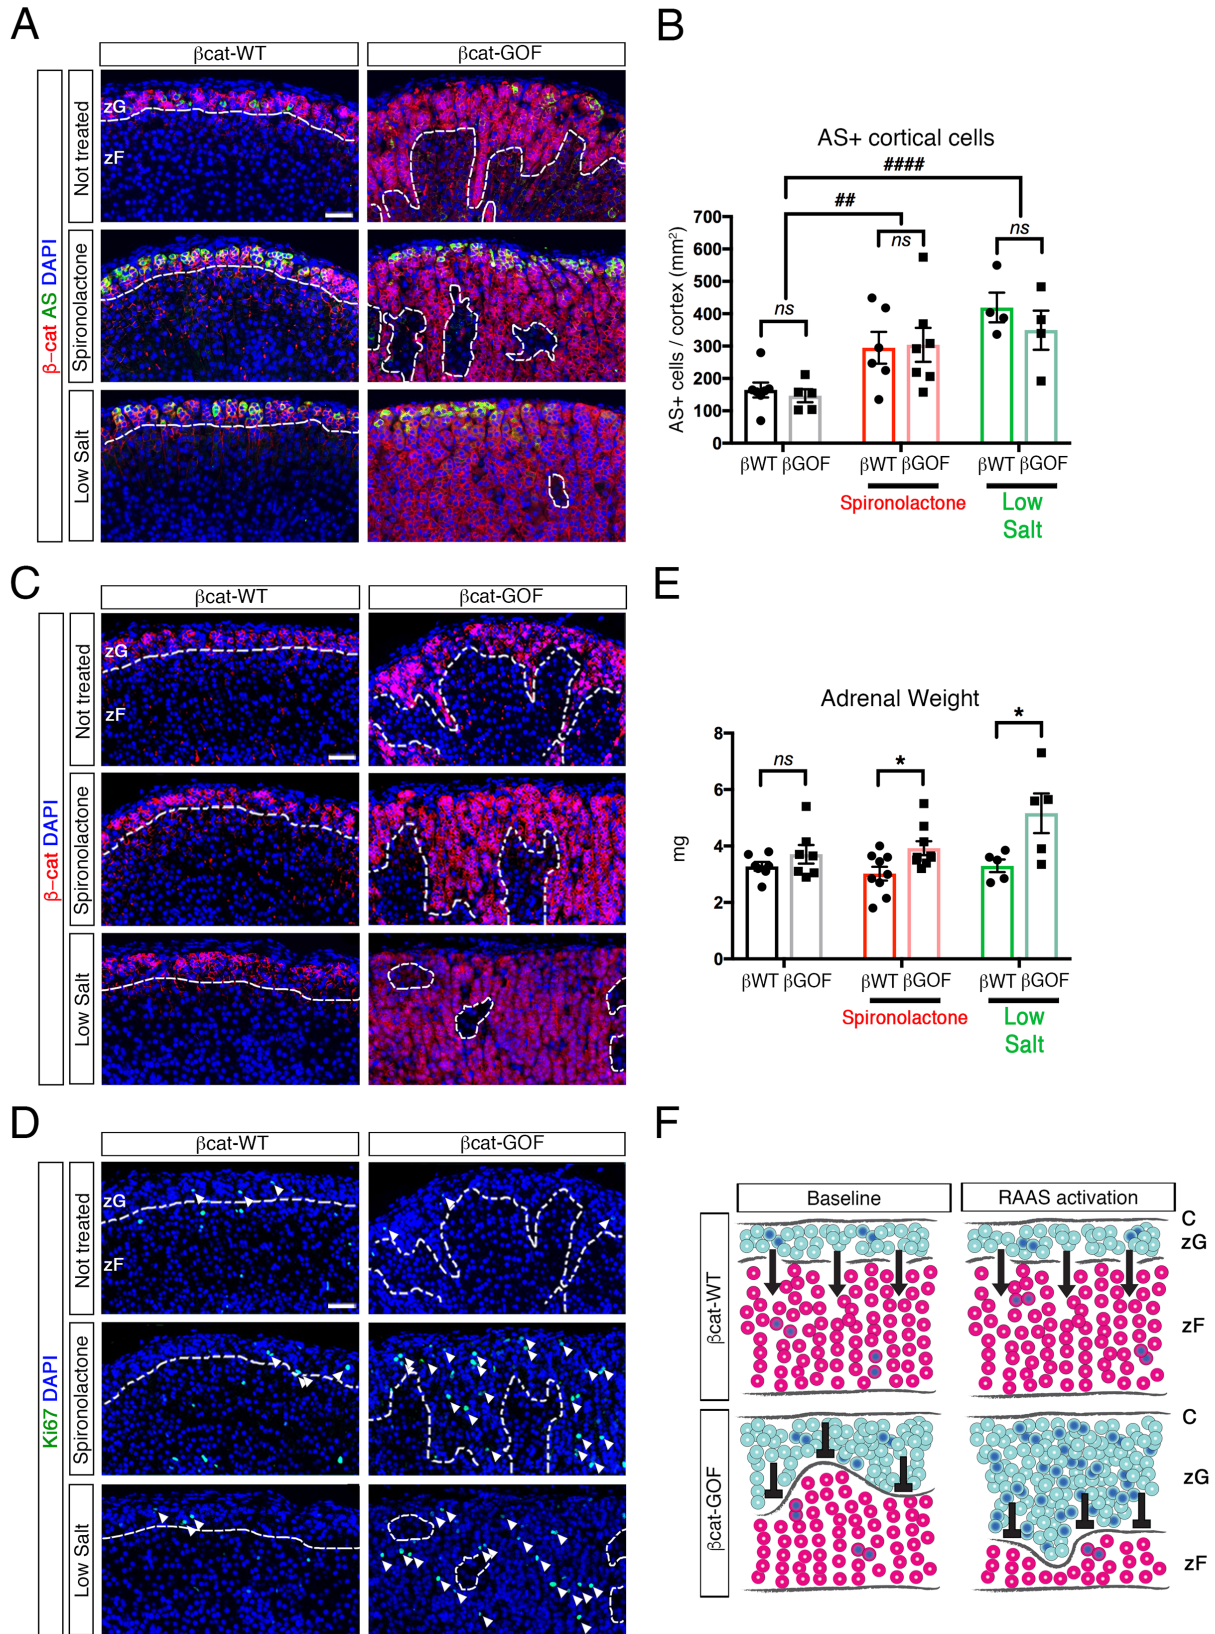 A
βcat-WT
βcat-GOF
β–cat AS DAPI
Not treated
zG
zF
Spironolactone
Low Salt
B
AS+ cortical cells
####
##
ns
ns
ns
AS+ cells / cortex (mm²)
700
600
500
400
300
200
100
0
βWT βGOF
βWT βGOF
βWT βGOF
Spironolactone
Low
Salt
C
βcat-WT
βcat-GOF
β–cat DAPI
Not treated
zG
zF
Spironolactone
Low Salt
E
Adrenal Weight
*
ns
*
mg
8
6
4
2
0
βWT βGOF
βWT βGOF
βWT βGOF
Spironolactone
Low
Salt
D
βcat-WT
βcat-GOF
Ki67 DAPI
Not treated
zG
zF
Spironolactone
Low Salt
F
Baseline
RAAS activation
βcat-WT
C
zG
zF
βcat-GOF
C
zG
zF